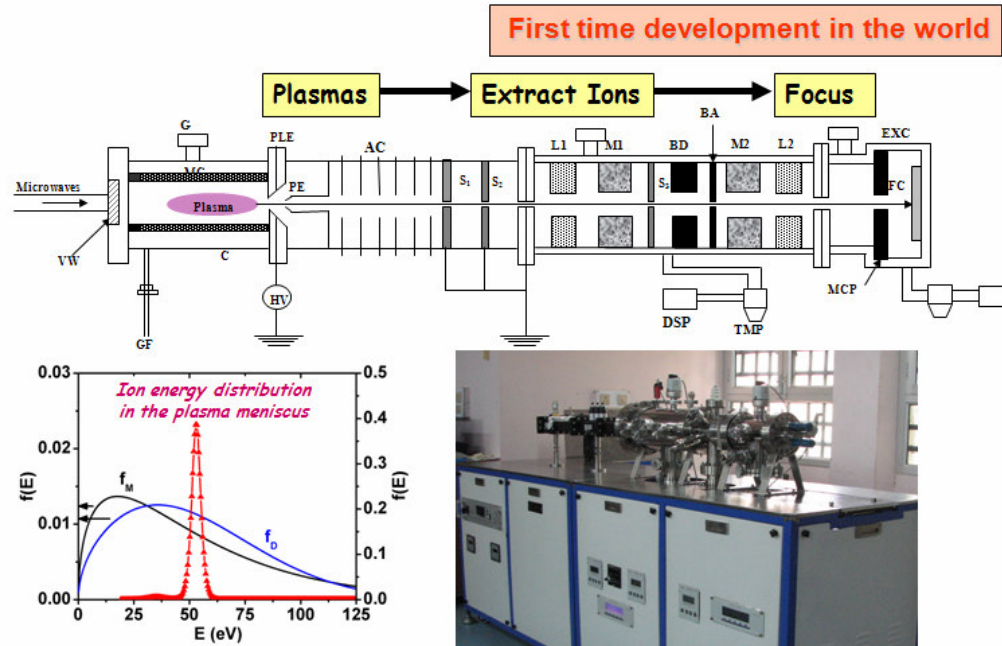 First time development in the world
Plasmas
Extract Ions
Focus
G
PLE
AC
L1
M1
BD
BA
M2
L2
EXC
MC
Microwaves
Plasma
PE
S₁
S₂
S₃
FC
VW
C
HV
GF
DSP
TMP
MCP
Ion energy distribution
in the plasma meniscus
0.03
0.02
0.01
0.00
f(E)
f_M
f_D
0.5
0.4
0.3
0.2
0.1
0.0
f(E)
0 25 50 75 100 125
E (eV)